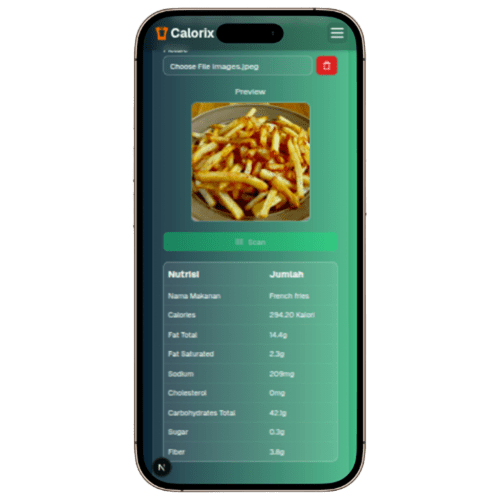 Calorix
Choose File images.jpeg
Preview
Scan
Nutrisi Jumlah
Nama Makanan French fries
Calories 294.20 Kalori
Fat Total 14.4g
Fat Saturated 2.3g
Sodium 209mg
Cholesterol 0mg
Carbohydrates Total 42.1g
Sugar 0.3g
Fiber 3.8g
N